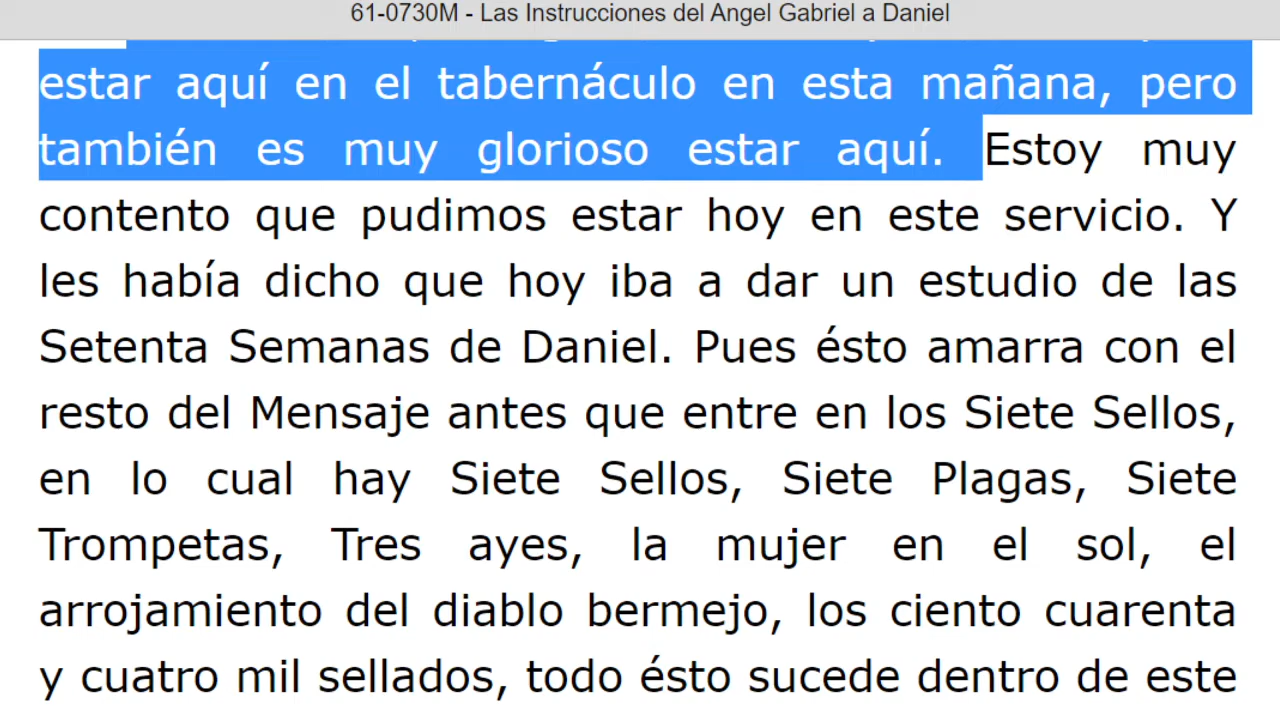 61-0730M - Las Instrucciones del Angel Gabriel a Daniel
estar aquí en el tabernáculo en esta mañana, pero
también es muy glorioso estar aquí. Estoy muy
contento que pudimos estar hoy en este servicio. Y
les había dicho que hoy iba a dar un estudio de las
Setenta Semanas de Daniel. Pues ésto amarra con el
resto del Mensaje antes que entre en los Siete Sellos,
en lo cual hay Siete Sellos, Siete Plagas, Siete
Trompetas, Tres ayes, la mujer en el sol, el
arrojamiento del diablo bermejo, los ciento cuarenta
y cuatro mil sellados, todo ésto sucede dentro de este